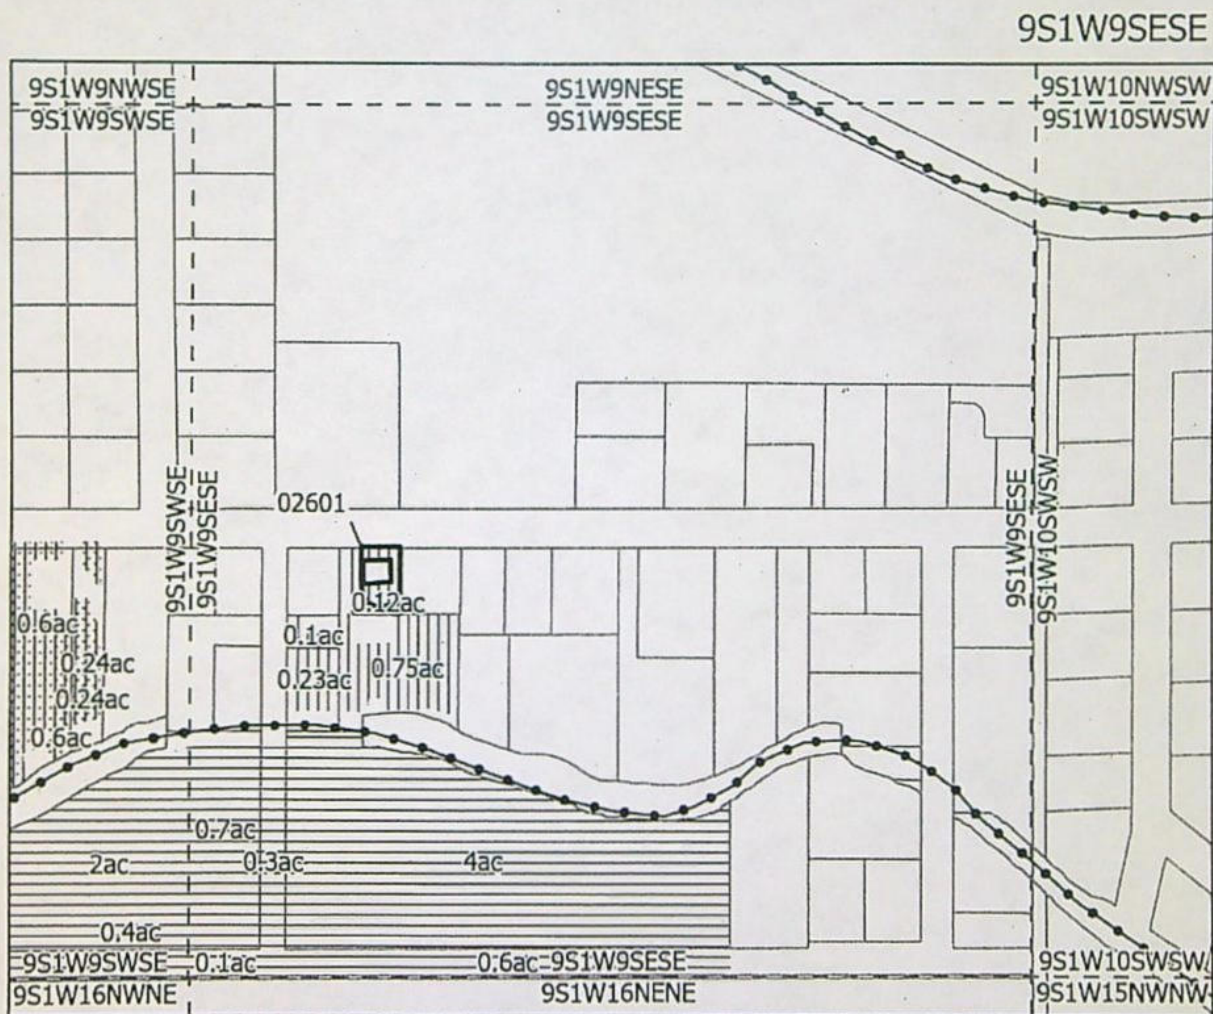 9S1W9SESE
9S1W9NWSE
9S1W9NESE
9S1W10NWSW
9S1W9SWSE
9S1W9SESE
9S1W10SWSW
9S1W9SWSE
9S1W9SESE
9S1W9SESE
9S1W10SWSW
02601
0.12ac
0.6ac
0.1ac
0.24ac
0.75ac
0.23ac
0.24ac
0.6ac
0.7ac
2ac
0.3ac
4ac
0.4ac
9S1W9SWSE
0.1ac
0.6ac
9S1W9SESE
9S1W10SWSW
9S1W16NWNE
9S1W16NENE
9S1W15NWNW